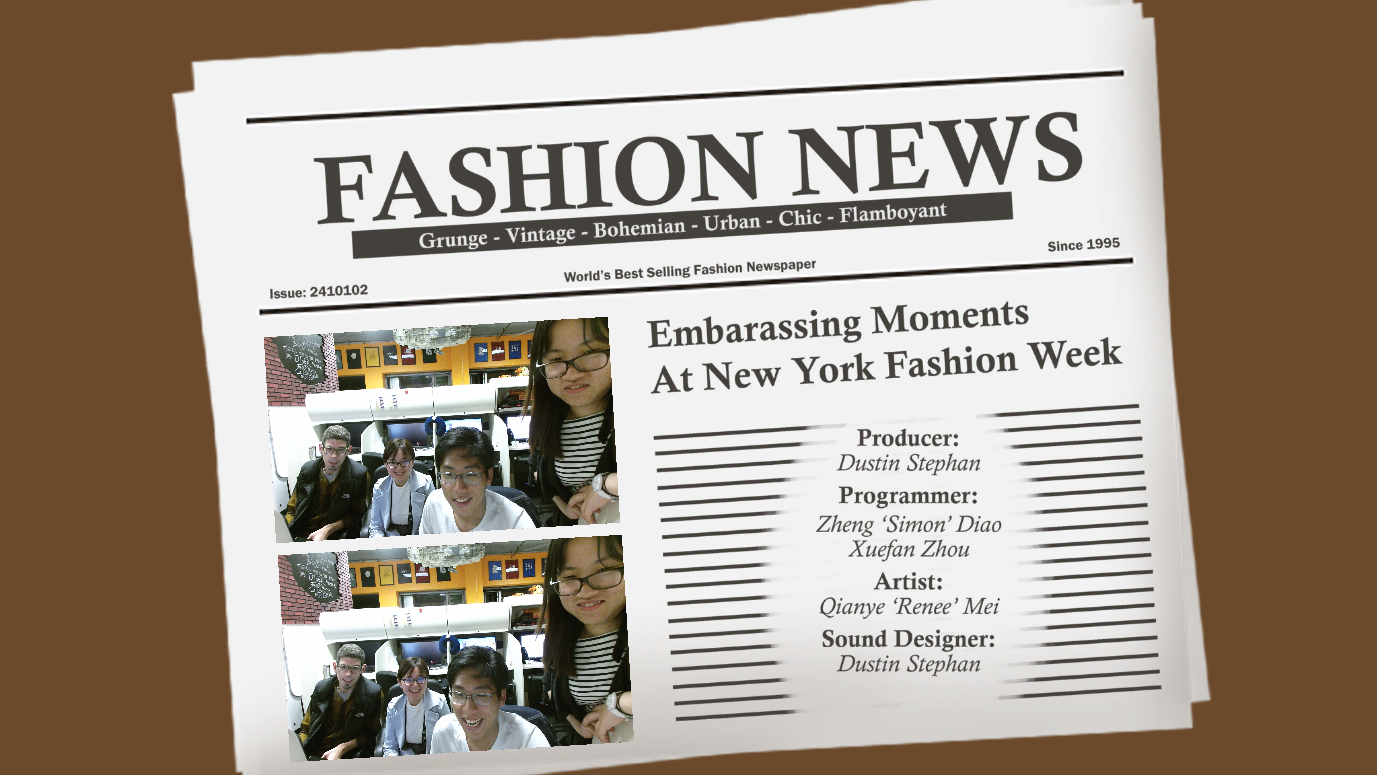 FASHION NEWS
Grunge - Vintage - Bohemian - Urban - Chic - Flamboyant
Issue: 2410102
World's Best Selling Fashion Newspaper
Since 1995
Embarassing Moments
At New York Fashion Week
Producer:
Dustin Stephan
Programmer:
Zheng ‘Simon’ Diao
Xuefan Zhou
Artist:
Qianye ‘Renee’ Mei
Sound Designer:
Dustin Stephan